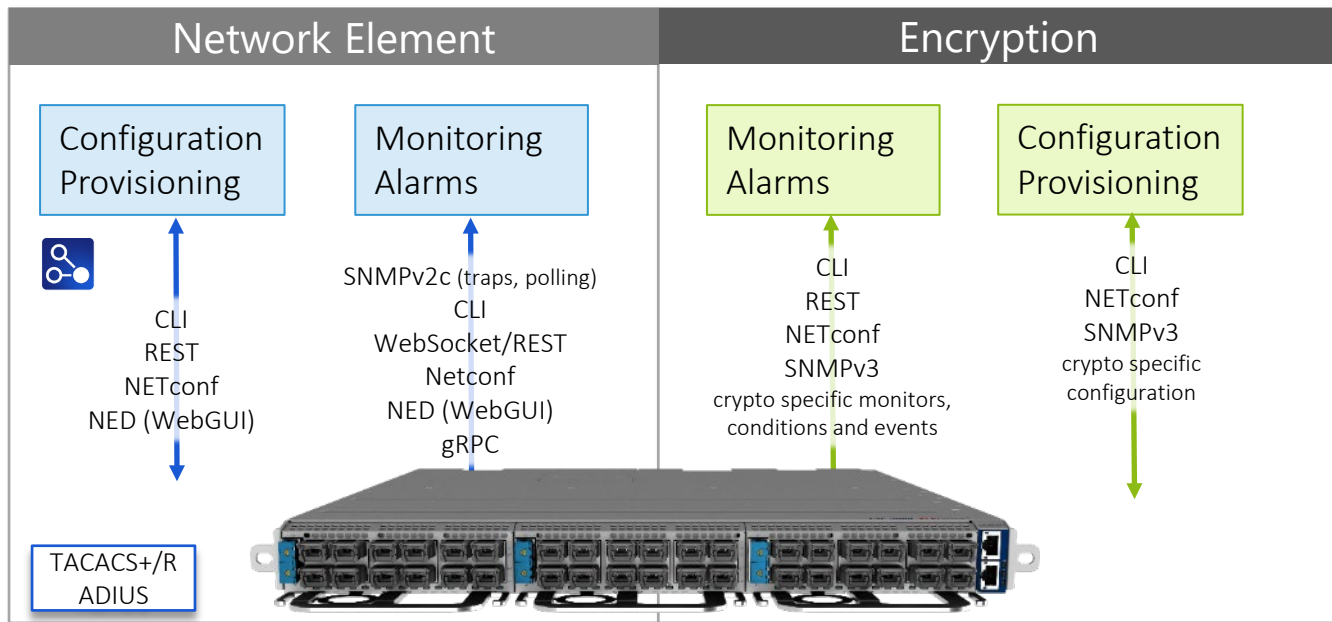 Network Element
Encryption
Configuration
Provisioning
Monitoring
Alarms
Monitoring
Alarms
Configuration
Provisioning
CLI
REST
NETconf
NED (WebGUI)
SNMPv2c (traps, polling)
CLI
WebSocket/REST
Netconf
NED (WebGUI)
gRPC
CLI
REST
NETconf
SNMPv3
crypto specific monitors,
conditions and events
CLI
NETconf
SNMPv3
crypto specific
configuration
TACACS+/R
ADIUS